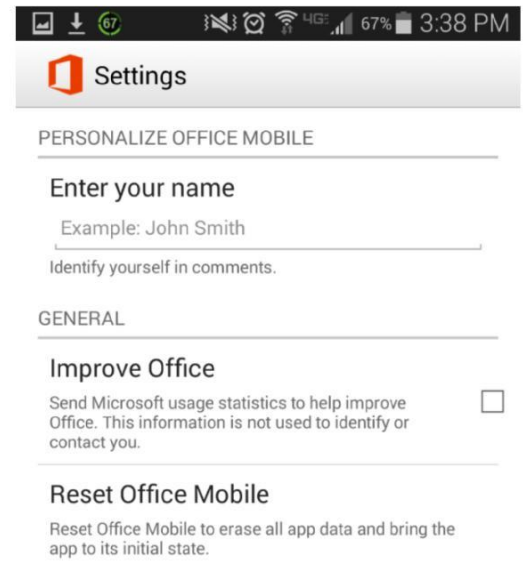 67 4G 67% 3:38 PM
Settings
PERSONALIZE OFFICE MOBILE
Enter your name
Example: John Smith
Identify yourself in comments.
GENERAL
Improve Office
Send Microsoft usage statistics to help improve
Office. This information is not used to identify or
contact you.
Reset Office Mobile
Reset Office Mobile to erase all app data and bring the
app to its initial state.